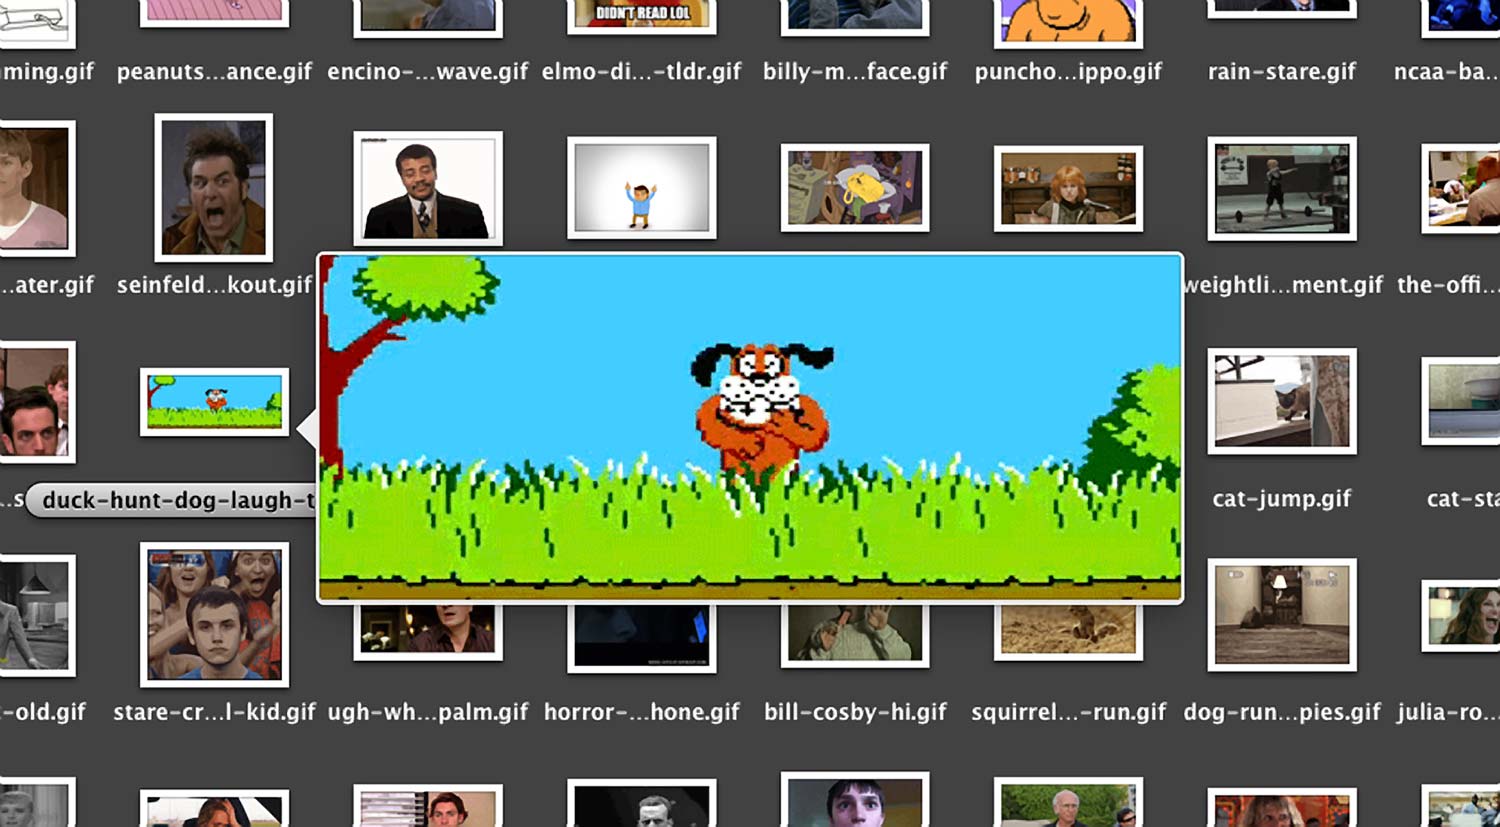 DIDN'T READ LOL
ming.gif peanuts...ance.gif encino-...wave.gif elmo-di...-tldr.gif billy-m...face.gif puncho...ippo.gif rain-stare.gif ncaa-ba...
...ater.gif seinfeld...kout.gif weightli...ment.gif the-offi...
...s duck-hunt-dog-laugh-t cat-jump.gif cat-sta
-old.gif stare-cr...l-kid.gif ugh-wh...palm.gif horror-...hone.gif bill-cosby-hi.gif squirrel...-run.gif dog-run...pies.gif julia-ro...